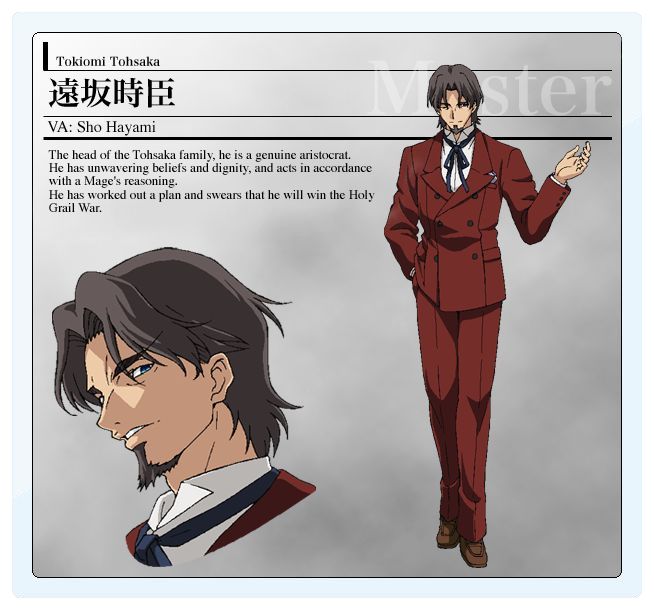 Master
Tokiomi Tohsaka
遠坂時臣
VA: Sho Hayami
The head of the Tohsaka family, he is a genuine aristocrat.
He has unwavering beliefs and dignity, and acts in accordance
with a Mage's reasoning.
He has worked out a plan and swears that he will win the Holy
Grail War.